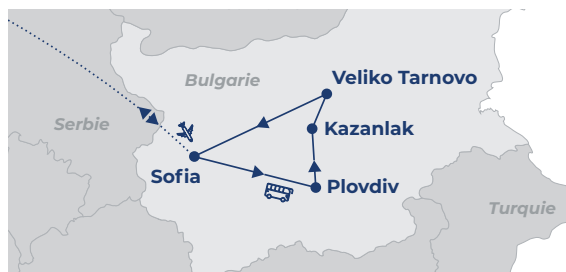 Veliko Tarnovo
Bulgarie
Serbie
Kazanlak
Sofia
Plovdiv
Turquie